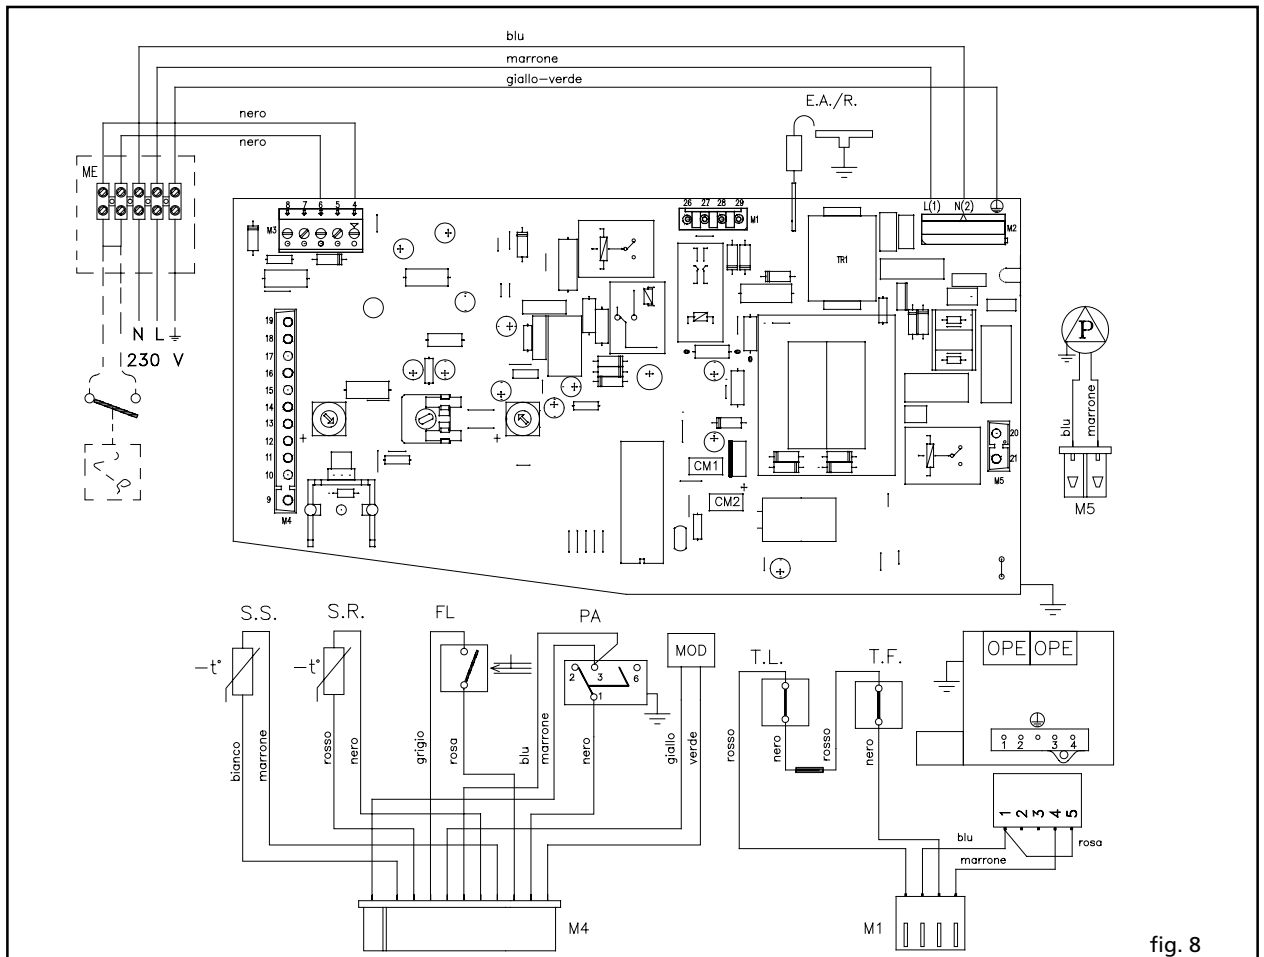 blu
marrone
giallo-verde
E.A./R.
nero
nero
ME
8 7 6 5 4
M3
26 27 28 29
M1
L(1) N(2)
M2
TR1
N L
230 V
19
18
17
16
15
14
13
12
11
10
9
M4
+
+
CM1
+
CM2
20
21
M5
P
blu
marrone
M5
S.S.
S.R.
FL
PA
MOD
T.L.
T.F.
OPE OPE
-t°
-t°
2 3 6
1
1 2 3 4
bianco
marrone
rosso
nero
grigio
rosa
blu
marrone
nero
giallo
verde
rosso
nero
rosso
nero
1 2 3 4 5
blu
rosa
marrone
M4
M1
fig. 8